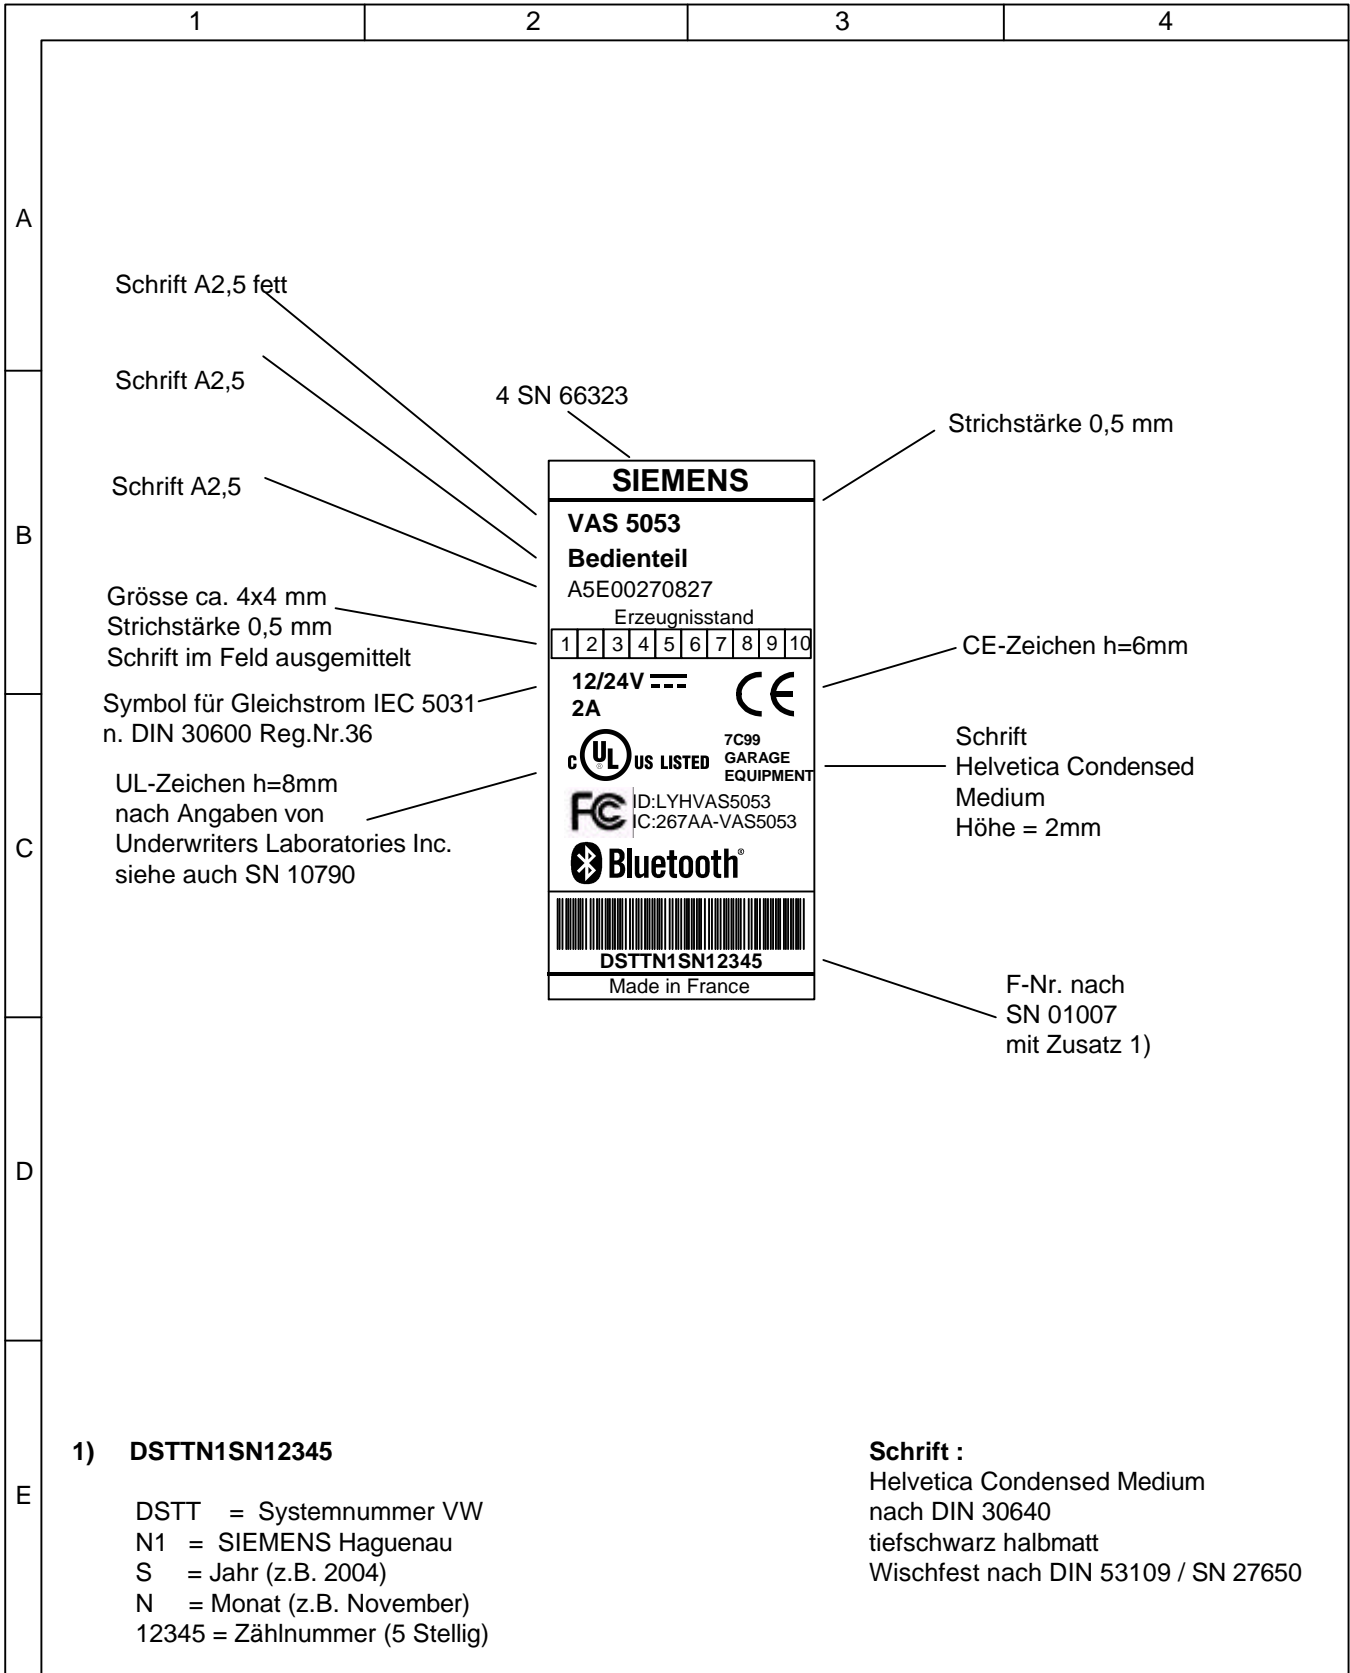 1 2 3 4
A
B
C
D
E
Schrift A2,5 fett
Schrift A2,5
Schrift A2,5
Grösse ca. 4x4 mm
Strichstärke 0,5 mm
Schrift im Feld ausgemittelt
Symbol für Gleichstrom IEC 5031
n. DIN 30600 Reg.Nr.36
UL-Zeichen h=8mm
nach Angaben von
Underwriters Laboratories Inc.
siehe auch SN 10790
4 SN 66323
SIEMENS
VAS 5053
Bedienteil
A5E00270827
Erzeugnisstand
1 2 3 4 5 6 7 8 9 10
12/24V
2A
CE
C UL ® US LISTED
7C99
GARAGE
EQUIPMENT
FC ID:LYHVAS5053
IC:267AA-VAS5053
Bluetooth®
DSTTN1SN12345
Made in France
Strichstärke 0,5 mm
CE-Zeichen h=6mm
Schrift
Helvetica Condensed
Medium
Höhe = 2mm
F-Nr. nach
SN 01007
mit Zusatz 1)
1) DSTTN1SN12345
DSTT = Systemnummer VW
N1 = SIEMENS Haguenau
S = Jahr (z.B. 2004)
N = Monat (z.B. November)
12345 = Zählnummer (5 Stellig)
Schrift :
Helvetica Condensed Medium
nach DIN 30640
tiefschwarz halbmatt
Wischfest nach DIN 53109 / SN 27650